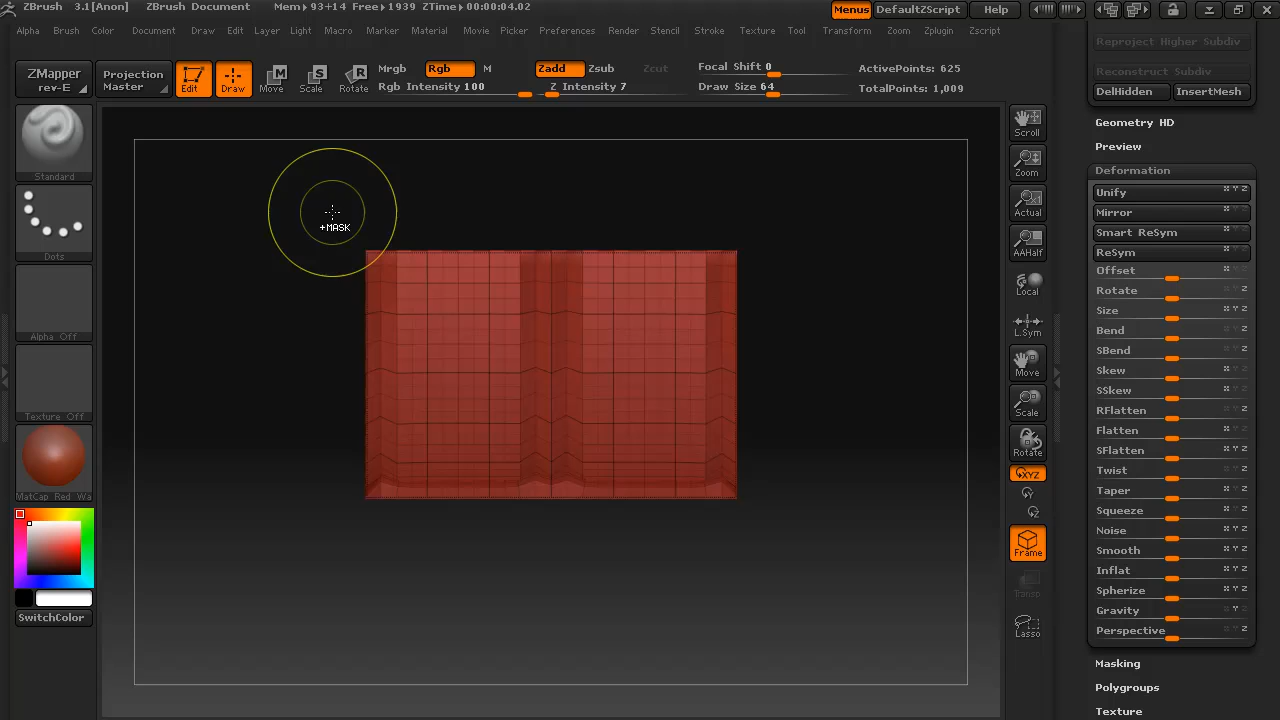 ZBrush 3.1[Anon] ZBrush Document Mem▸93+14 Free▸1939 ZTime▸00:00:04.02 Menus DefaultZScript Help
Alpha Brush Color Document Draw Edit Layer Light Macro Marker Material Movie Picker Preferences Render Stencil Stroke Texture Tool Transform Zoom Zplugin Zscript
Reproject Higher Subdiv
Reconstruct Subdiv
DelHidden InsertMesh
ZMapper
rev-E
Projection
Master
Edit
Draw
Move
Scale
Rotate
Mrgb Rgb M Zadd Zsub Zcut Focal Shift 0 ActivePoints: 625
Rgb Intensity 100 Z Intensity 7 Draw Size 64 TotalPoints: 1,009
Standard
Dots
Alpha Off
Texture Off
MatCap Red Wa
SwitchColor
+MASK
Scroll
Zoom
Actual
AAHalf
Local
L.Sym
Move
Scale
Rotate
XYZ
Y
Z
Frame
Transp
Lasso
Geometry HD
Preview
Deformation
Unify X Y Z
Mirror X Y Z
Smart ReSym X Y Z
ReSym X Y Z
Offset X Y Z
Rotate X Y Z
Size X Y Z
Bend X Y Z
SBend X Y Z
Skew X Y Z
SSkew X Y Z
RFlatten X Y Z
Flatten X Y Z
SFlatten X Y Z
Twist X Y Z
Taper X Y Z
Squeeze X Y Z
Noise X Y Z
Smooth X Y Z
Inflat X Y Z
Spherize X Y Z
Gravity X Y Z
Perspective X Y Z
Masking
Polygroups
Texture